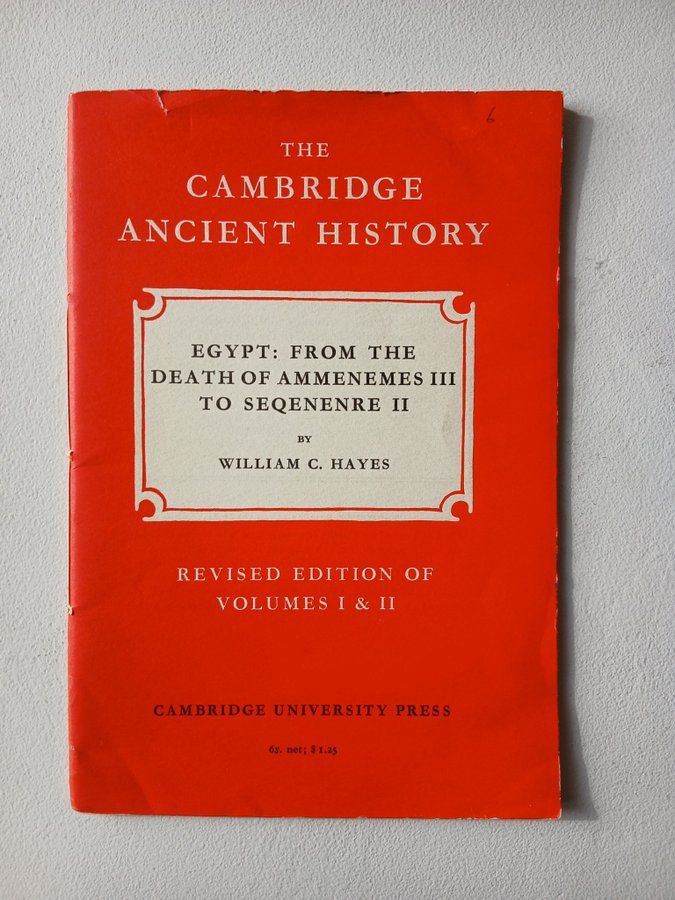 6
THE
CAMBRIDGE
ANCIENT HISTORY
EGYPT: FROM THE
DEATH OF AMMENEMES III
TO SEQENENRE II
BY
WILLIAM C. HAYES
REVISED EDITION OF
VOLUMES I & II
CAMBRIDGE UNIVERSITY PRESS
6s. net; $1.25